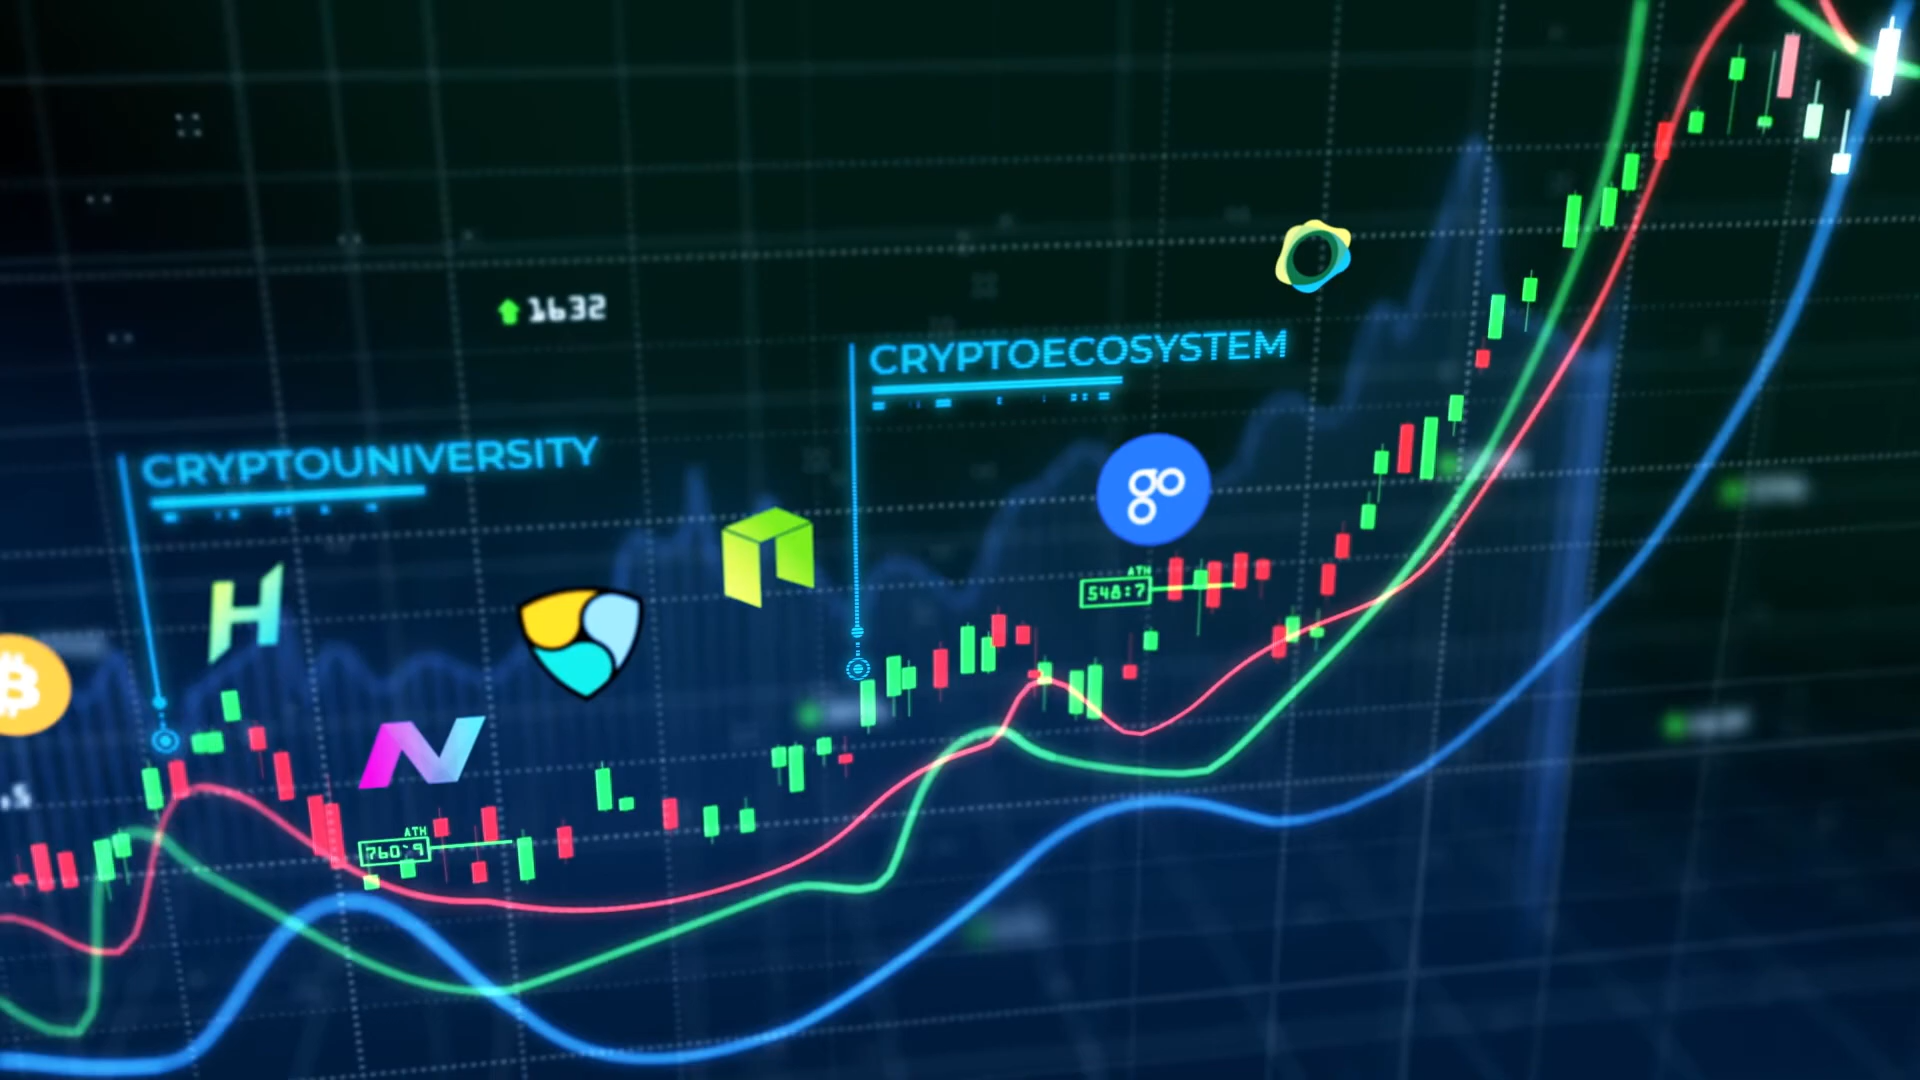 1632
CRYPTOECOSYSTEM
CRYPTOUNIVERSITY
go
ATH
548:7
ATH